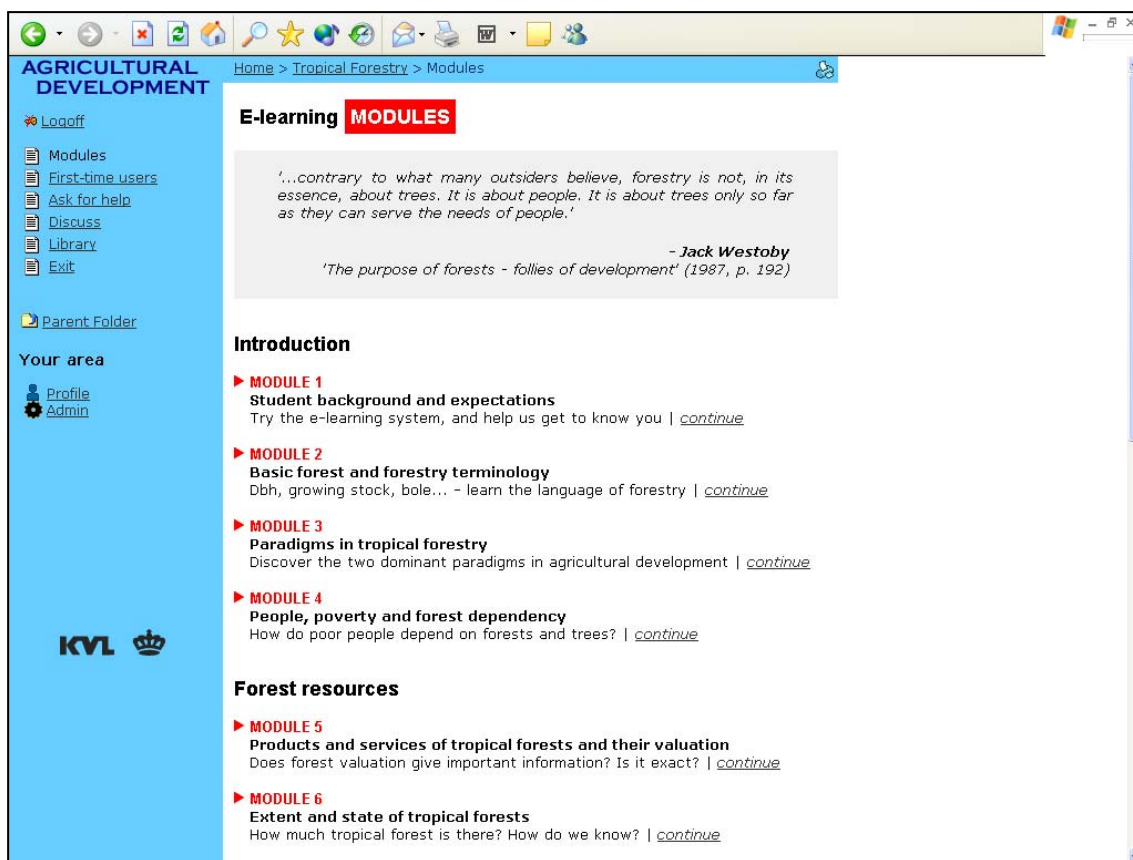 AGRICULTURAL
DEVELOPMENT
Logoff
Modules
First-time users
Ask for help
Discuss
Library
Exit
Parent Folder
Your area
Profile
Admin
KVL
Home > Tropical Forestry > Modules
E-learning MODULES
'...contrary to what many outsiders believe, forestry is not, in its
essence, about trees. It is about people. It is about trees only so far
as they can serve the needs of people.'
- Jack Westoby
'The purpose of forests - follies of development' (1987, p. 192)
Introduction
MODULE 1
Student background and expectations
Try the e-learning system, and help us get to know you | continue
MODULE 2
Basic forest and forestry terminology
Dbh, growing stock, bole... - learn the language of forestry | continue
MODULE 3
Paradigms in tropical forestry
Discover the two dominant paradigms in agricultural development | continue
MODULE 4
People, poverty and forest dependency
How do poor people depend on forests and trees? | continue
Forest resources
MODULE 5
Products and services of tropical forests and their valuation
Does forest valuation give important information? Is it exact? | continue
MODULE 6
Extent and state of tropical forests
How much tropical forest is there? How do we know? | continue